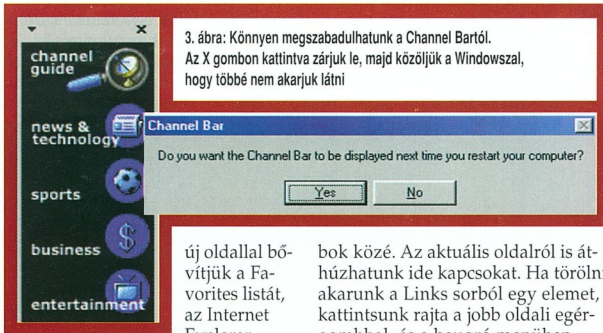 3. ábra: Könnyen megszabadulhatunk a Channel Bartól.
Az X gombon kattintva zárjuk le, majd közöljük a Windowszal,
hogy többé nem akarjuk látni
channel
guide
news &
technology
sports
business
entertainment
Channel Bar
Do you want the Channel Bar to be displayed next time you restart your computer?
Yes
No
új oldallal bő-
vítjük a Fa-
vorites listát,
az Internet
Explorer
bok közé. Az aktuális oldalról is át-
húzhatunk ide kapcsokat. Ha törölni
akarunk a Links sorból egy elemet,
kattintsunk rajta a jobb oldali egér-